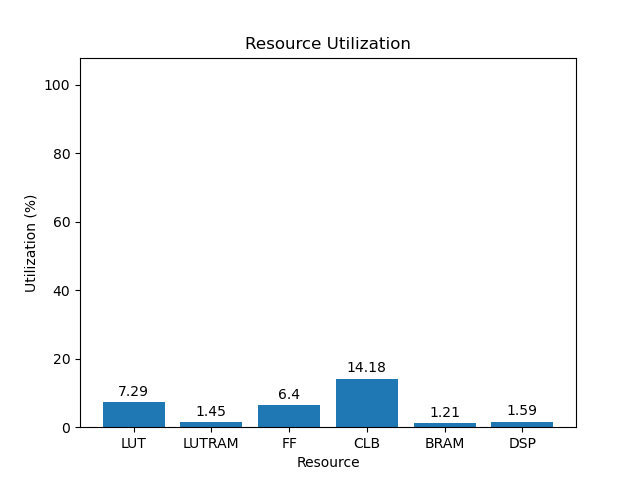 Resource Utilization
100
80
60
40
20
0
Utilization (%)
7.29
1.45
6.4
14.18
1.21
1.59
LUT
LUTRAM
FF
CLB
BRAM
DSP
Resource